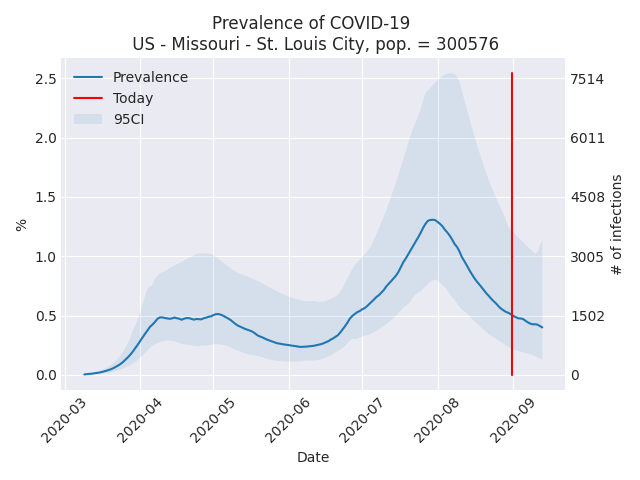 Prevalence of COVID-19
US - Missouri - St. Louis City, pop. = 300576
Prevalence
Today
95CI
2.5
2.0
1.5
1.0
0.5
0.0
%
7514
6011
4508
3005
1502
0
# of infections
2020-03
2020-04
2020-05
2020-06
2020-07
2020-08
2020-09
Date